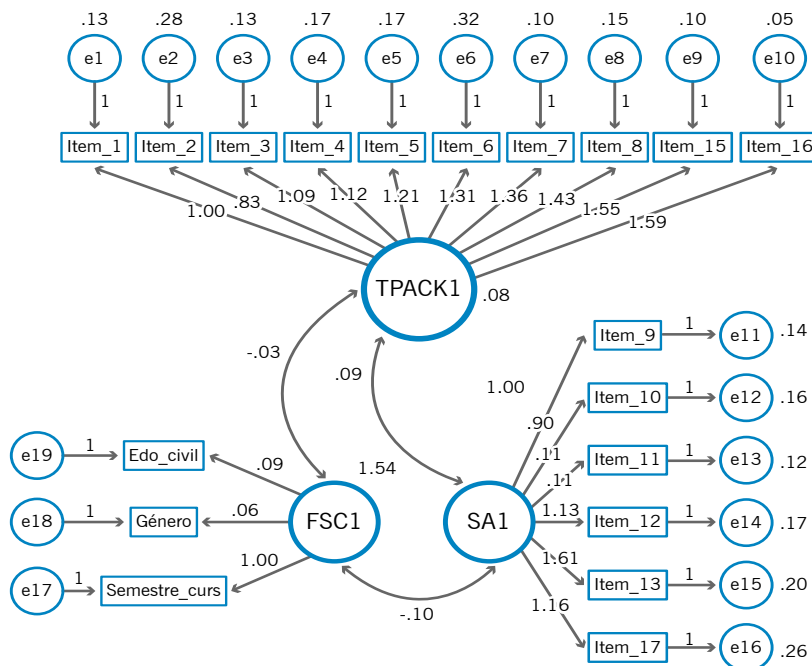 .13 .28 .13 .17 .17 .32 .10 .15 .10 .05
e1 e2 e3 e4 e5 e6 e7 e8 e9 e10
1 1 1 1 1 1 1 1 1 1
Item_1 Item_2 Item_3 Item_4 Item_5 Item_6 Item_7 Item_8 Item_15 Item_16
1.00 .83 1.09 1.12 1.21 1.31 1.36 1.43 1.55 1.59
TPACK1 .08
-.03 .09
1.00 Item_9 1 e11 .14
.90 Item_10 1 e12 .16
.11 Item_11 1 e13 .12
.11
1.13 Item_12 1 e14 .17
1.61 Item_13 1 e15 .20
1.16 Item_17 1 e16 .26
e19 1 Edo_civil .09 1.54
e18 1 Género .06 FSC1 SA1
e17 1 Semestre_curs 1.00
-.10